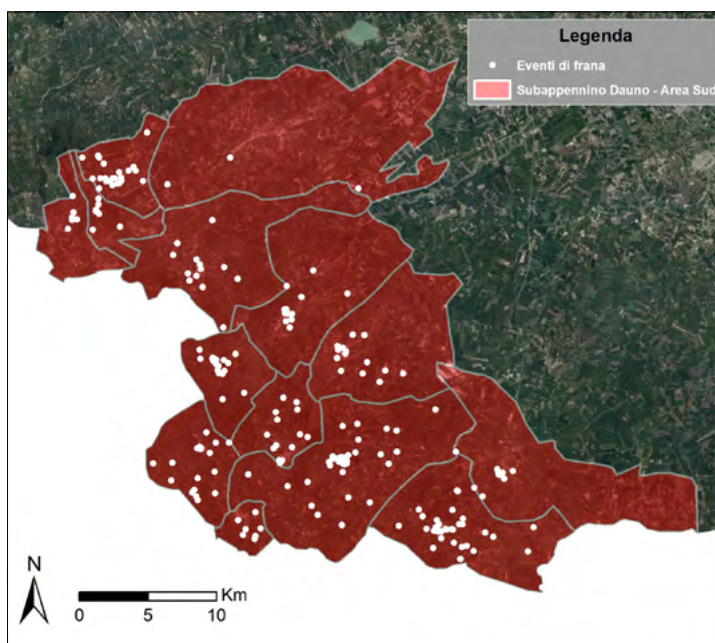 Legenda
Eventi di frana
Subappennino Dauno - Area Sud
N
Km
0 5 10